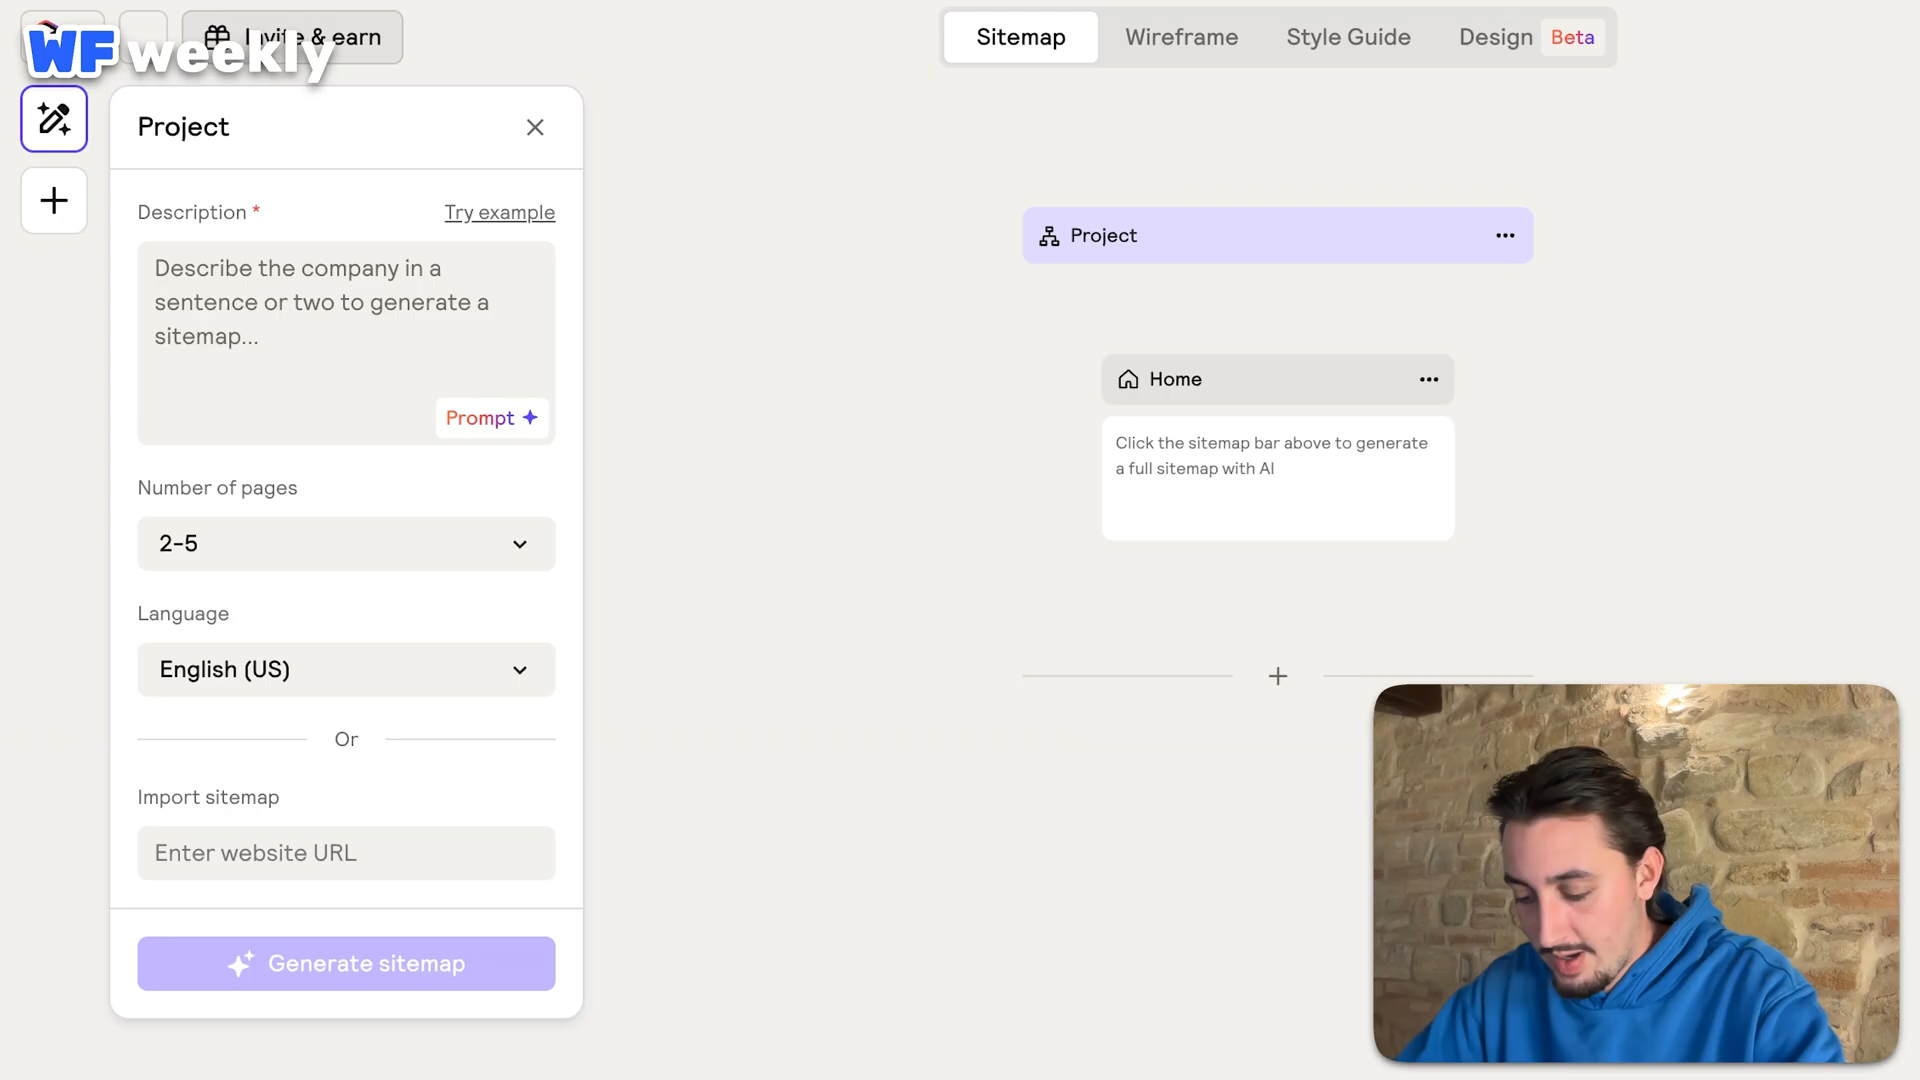 WF weekly
Invite & earn
Sitemap
Wireframe
Style Guide
Design Beta
Project
Description *
Try example
Describe the company in a
sentence or two to generate a
sitemap...
Prompt
Number of pages
2-5
Language
English (US)
Or
Import sitemap
Enter website URL
Generate sitemap
Project
Home
Click the sitemap bar above to generate
a full sitemap with AI